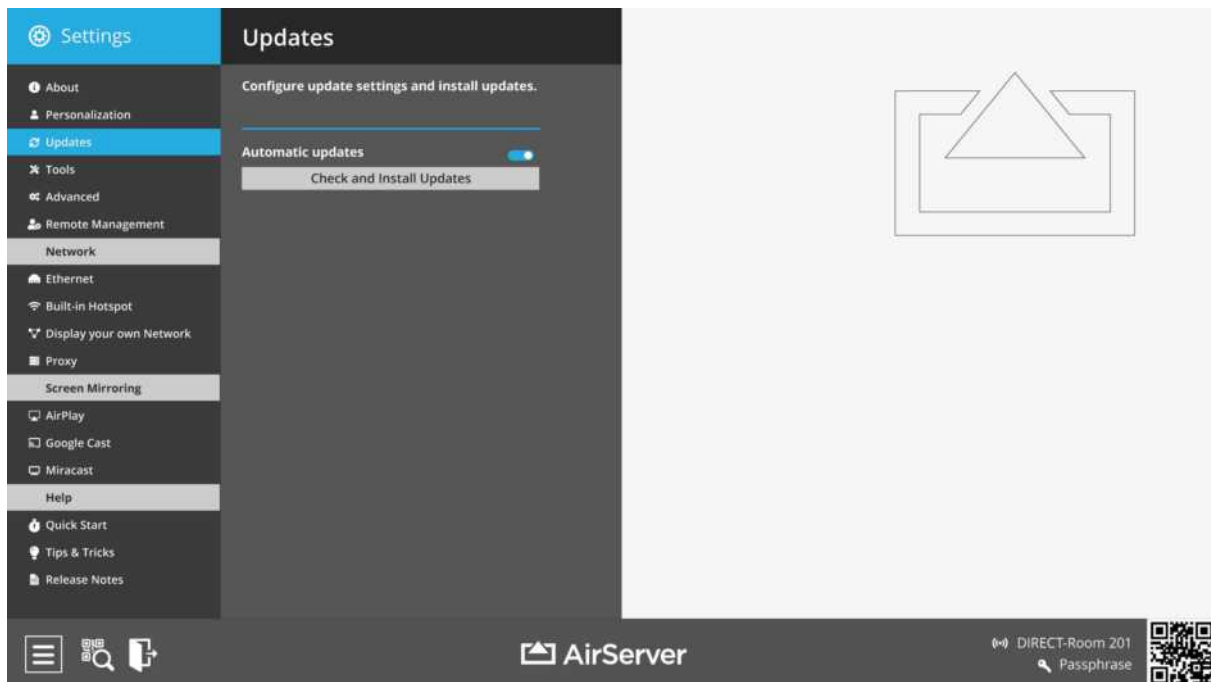 Settings
About
Personalization
Updates
Tools
Advanced
Remote Management
Network
Ethernet
Built-in Hotspot
Display your own Network
Proxy
Screen Mirroring
AirPlay
Google Cast
Miracast
Help
Quick Start
Tips & Tricks
Release Notes
Updates
Configure update settings and install updates.
Automatic updates
Check and Install Updates
AirServer
DIRECT-Room 201
Passphrase